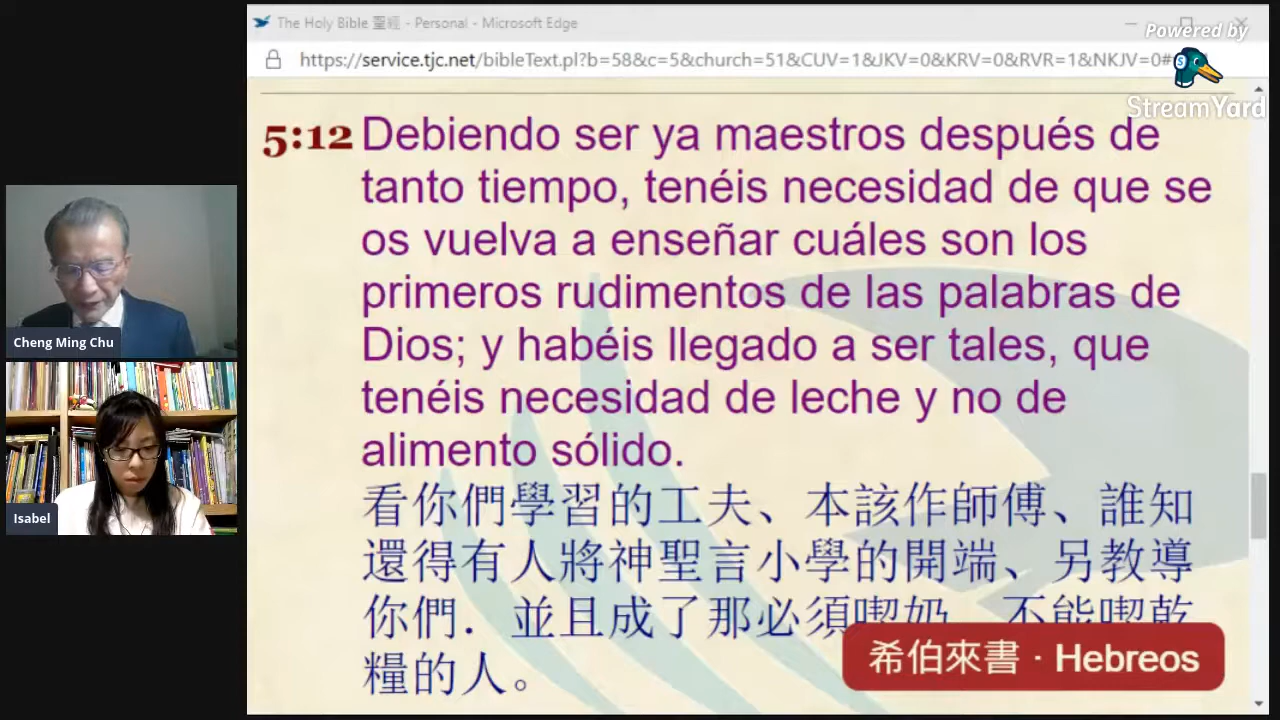 The Holy Bible 聖經 - Personal - Microsoft Edge
Powered by
https://service.tjc.net/bibleText.pl?b=58&c=5&church=51&CUV=1&JKV=0&KRV=0&RVR=1&NKJV=0#
StreamYard
5:12 Debiendo ser ya maestros después de
tanto tiempo, tenéis necesidad de que se
os vuelva a enseñar cuáles son los
primeros rudimentos de las palabras de
Dios; y habéis llegado a ser tales, que
tenéis necesidad de leche y no de
alimento sólido.
看你們學習的工夫、本該作師傅、誰知
還得有人將神聖言小學的開端、另教導
你們．並且成了那必須喫奶、不能喫乾
糧的人。
希伯來書 · Hebreos
Cheng Ming Chu
Isabel